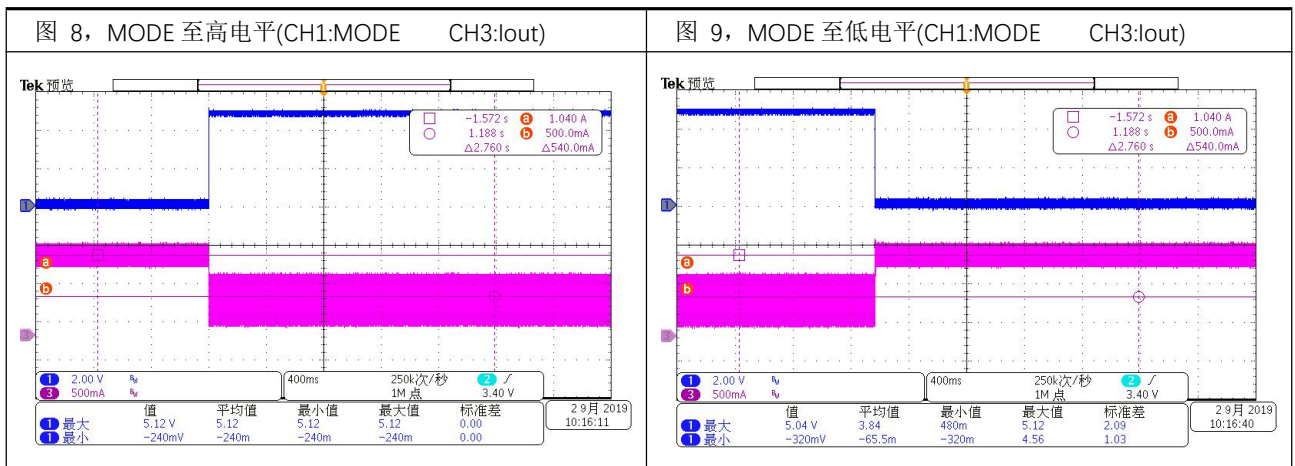 图 8，MODE 至高电平(CH1:MODE CH3:Iout)
Tek 预览
T
-1.572 s a 1.040 A
1.188 s b 500.0mA
Δ2.760 s Δ540.0mA
1
a
b
3
1 2.00 V BW
3 500mA BW
400ms 250k次/秒 2 /
1M 点 3.40 V
值 平均值 最小值 最大值 标准差
1 最大 5.12 V 5.12 5.12 5.12 0.00
1 最小 -240mV -240m -240m -240m 0.00
2 9月 2019
10:16:11
图 9，MODE 至低电平(CH1:MODE CH3:Iout)
Tek 预览
T
-1.572 s a 1.040 A
1.188 s b 500.0mA
Δ2.760 s Δ540.0mA
1
a
b
3
1 2.00 V BW
3 500mA BW
400ms 250k次/秒 2 /
1M 点 3.40 V
值 平均值 最小值 最大值 标准差
1 最大 5.04 V 3.84 480m 5.12 2.09
1 最小 -320mV -65.5m -320m 4.56 1.03
2 9月 2019
10:16:40